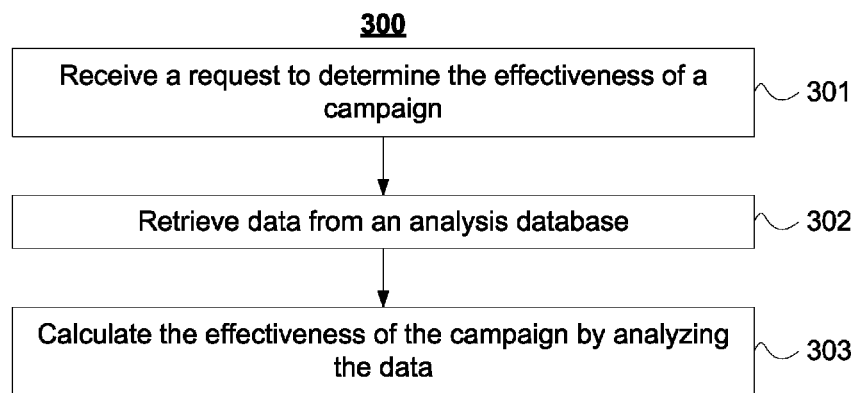 300
Receive a request to determine the effectiveness of a
campaign
301
Retrieve data from an analysis database
302
Calculate the effectiveness of the campaign by analyzing
the data
303